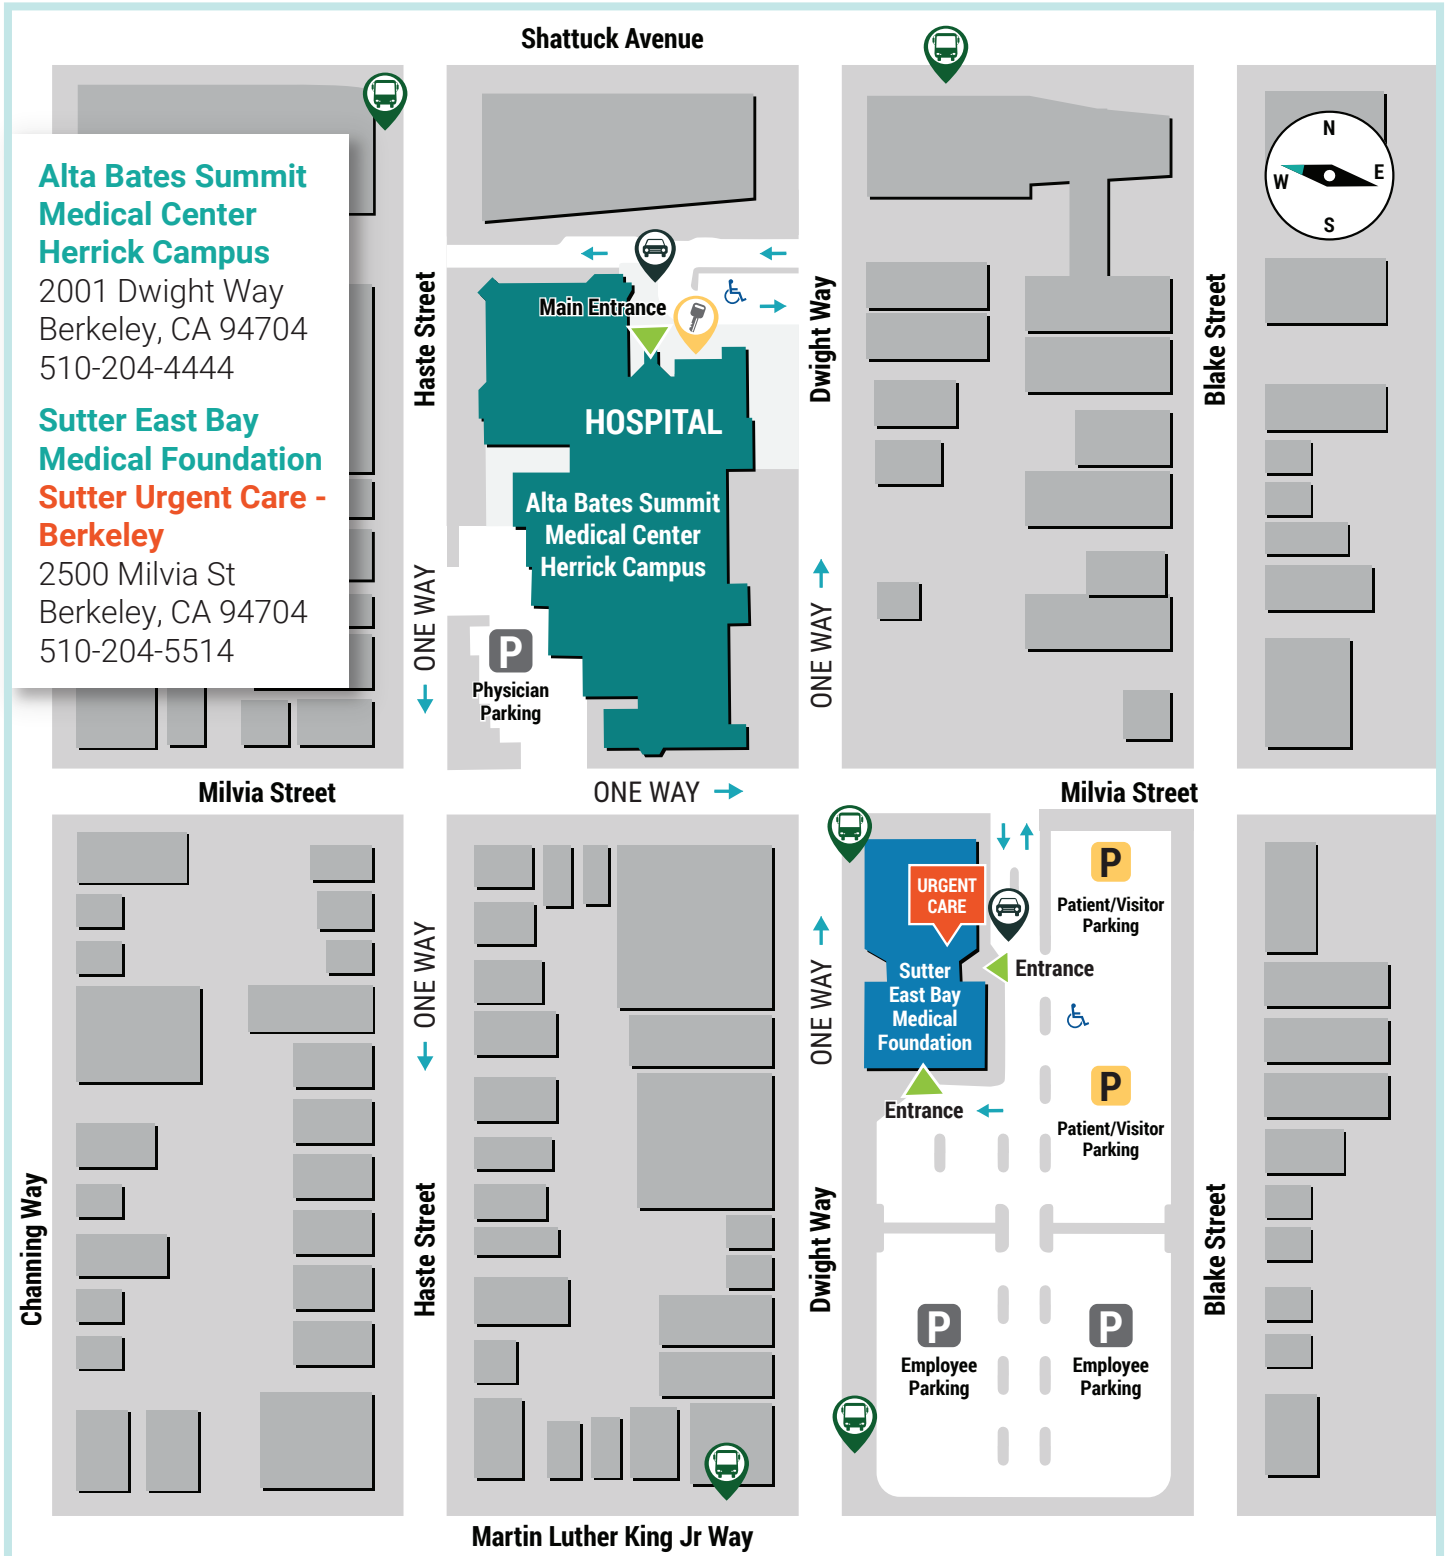 Shattuck Avenue
Alta Bates Summit
Medical Center
Herrick Campus
2001 Dwight Way
Berkeley, CA 94704
510-204-4444
Sutter East Bay
Medical Foundation
Sutter Urgent Care -
Berkeley
2500 Milvia St
Berkeley, CA 94704
510-204-5514
N
W
E
S
Haste Street
Main Entrance
Dwight Way
Blake Street
HOSPITAL
Alta Bates Summit
Medical Center
Herrick Campus
ONE WAY
ONE WAY
P
Physician
Parking
Milvia Street
ONE WAY
Milvia Street
URGENT
CARE
P
Patient/Visitor
Parking
ONE WAY
ONE WAY
Sutter
East Bay
Medical
Foundation
Entrance
P
Patient/Visitor
Parking
Entrance
Channing Way
Haste Street
Dwight Way
Blake Street
P
Employee
Parking
P
Employee
Parking
Martin Luther King Jr Way